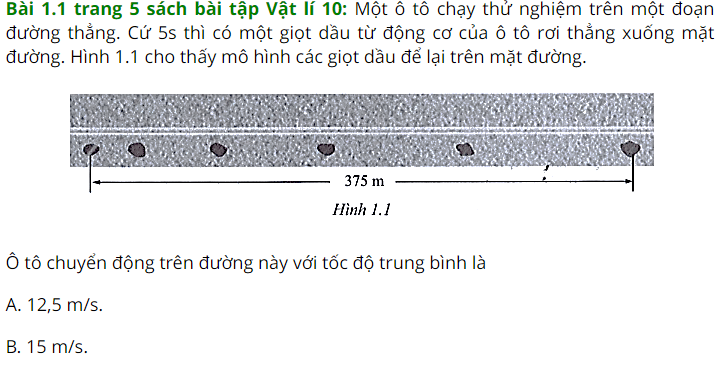 Bài 1.1 trang 5 sách bài tập Vật lí 10: Một ô tô chạy thử nghiệm trên một đoạn
đường thẳng. Cứ 5s thì có một giọt dầu từ động cơ của ô tô rơi thẳng xuống mặt
đường. Hình 1.1 cho thấy mô hình các giọt dầu để lại trên mặt đường.
375 m
Hình 1.1
Ô tô chuyển động trên đường này với tốc độ trung bình là
A. 12,5 m/s.
B. 15 m/s.